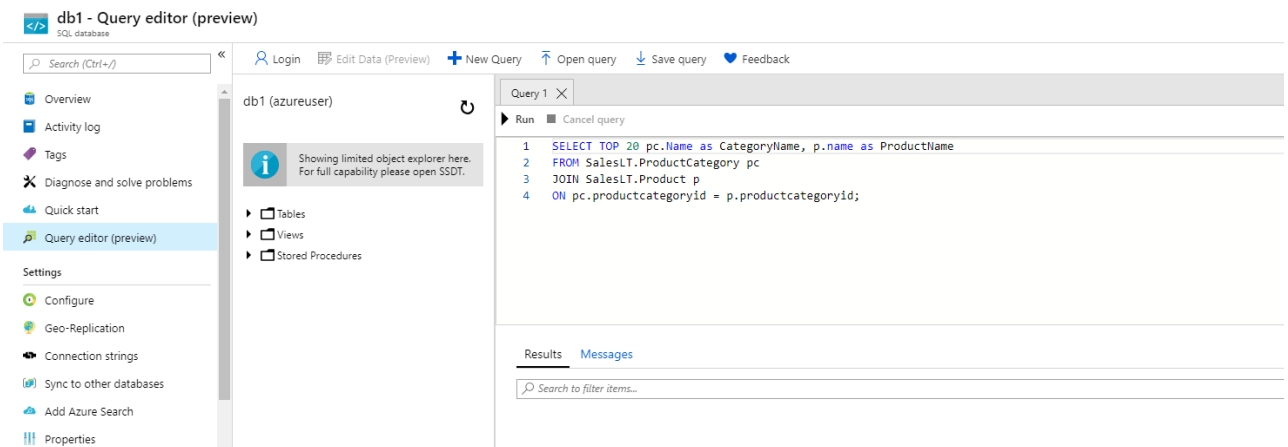 db1 - Query editor (preview)
SQL database
Search (Ctrl+/)
«
Overview
Activity log
Tags
Diagnose and solve problems
Quick start
Query editor (preview)
Settings
Configure
Geo-Replication
Connection strings
Sync to other databases
Add Azure Search
Properties
Login
Edit Data (Preview)
New Query
Open query
Save query
Feedback
db1 (azureuser)
Showing limited object explorer here.
For full capability please open SSDT.
Tables
Views
Stored Procedures
Query 1
Run
Cancel query
1 SELECT TOP 20 pc.Name as CategoryName, p.name as ProductName
2 FROM SalesLT.ProductCategory pc
3 JOIN SalesLT.Product p
4 ON pc.productcategoryid = p.productcategoryid;
Results Messages
Search to filter items...